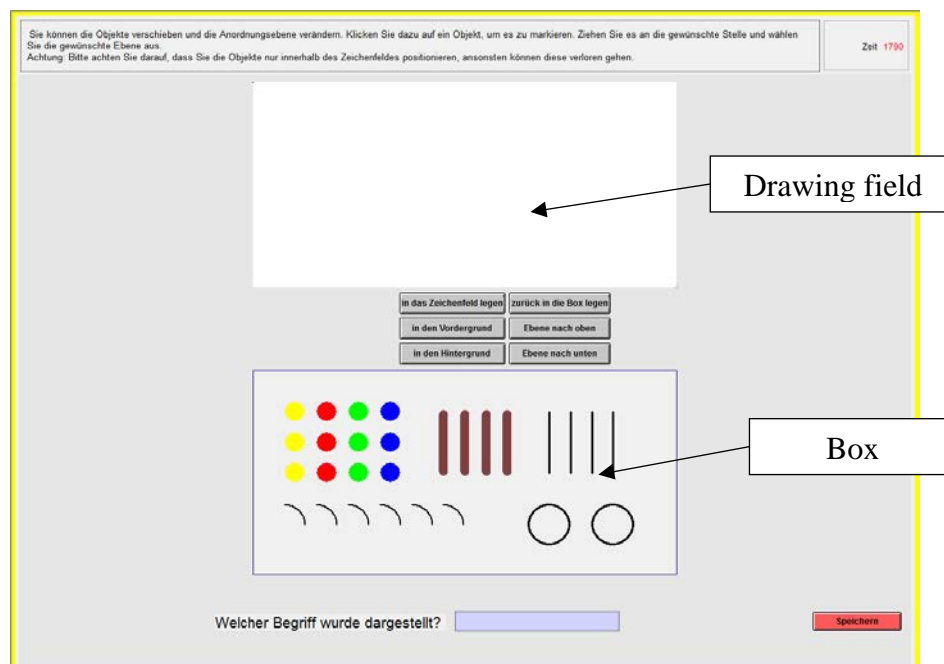 Sie können die Objekte verschieben und die Anordnungsebene verändern. Klicken Sie dazu auf ein Objekt, um es zu markieren. Ziehen Sie es an die gewünschte Stelle und wählen
Sie die gewünschte Ebene aus.
Achtung: Bitte achten Sie darauf, dass Sie die Objekte nur innerhalb des Zeichenfeldes positionieren, ansonsten können diese verloren gehen.
Zeit 1790
Drawing field
in das Zeichenfeld legen zurück in die Box legen
in den Vordergrund Ebene nach oben
in den Hintergrund Ebene nach unten
Box
Welcher Begriff wurde dargestellt?
Speichern